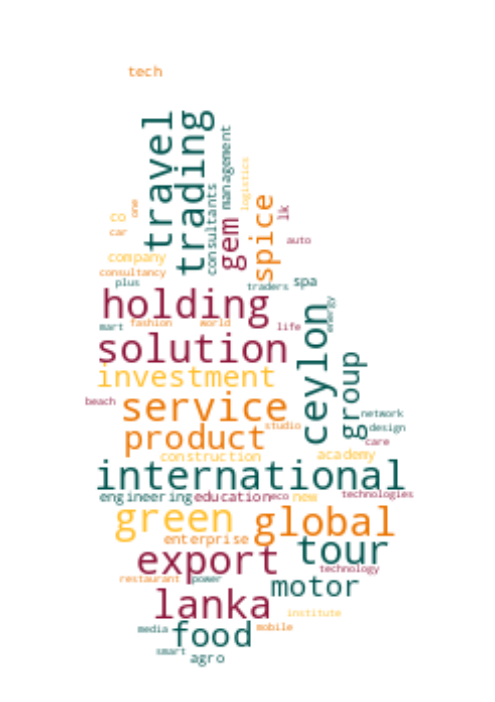 tech
travel
trading
management
consultants
logistics
gem
spice
lk
one
co
car
auto
company
consultancy
plus
traders
spa
holding
ceylon
energy
mart
fashion
world
life
solution
investment
group
beach
service
network
product
studio
design
care
construction
academy
international
engineering
education
eco
new
technologies
green
global
enterprise
tour
export
technology
restaurant
power
motor
lanka
institute
media
food
mobile
smart
agro